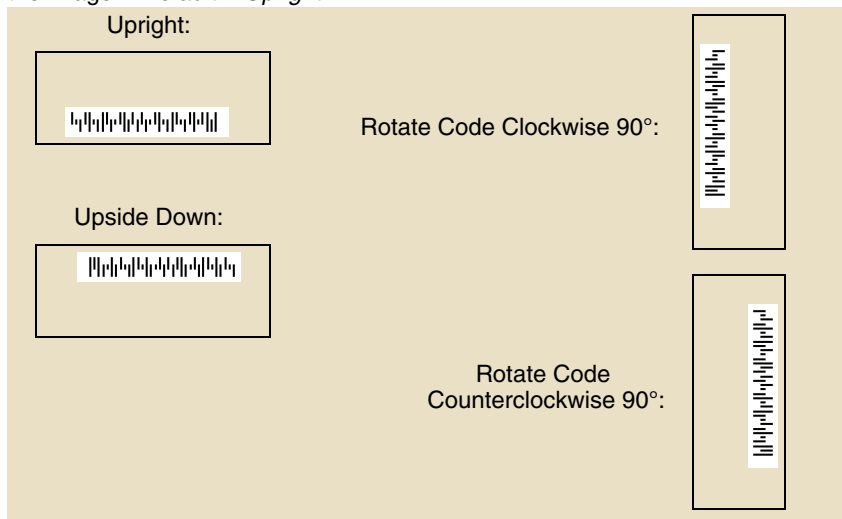 Upright:
Rotate Code Clockwise 90°:
Upside Down:
Rotate Code
Counterclockwise 90°: